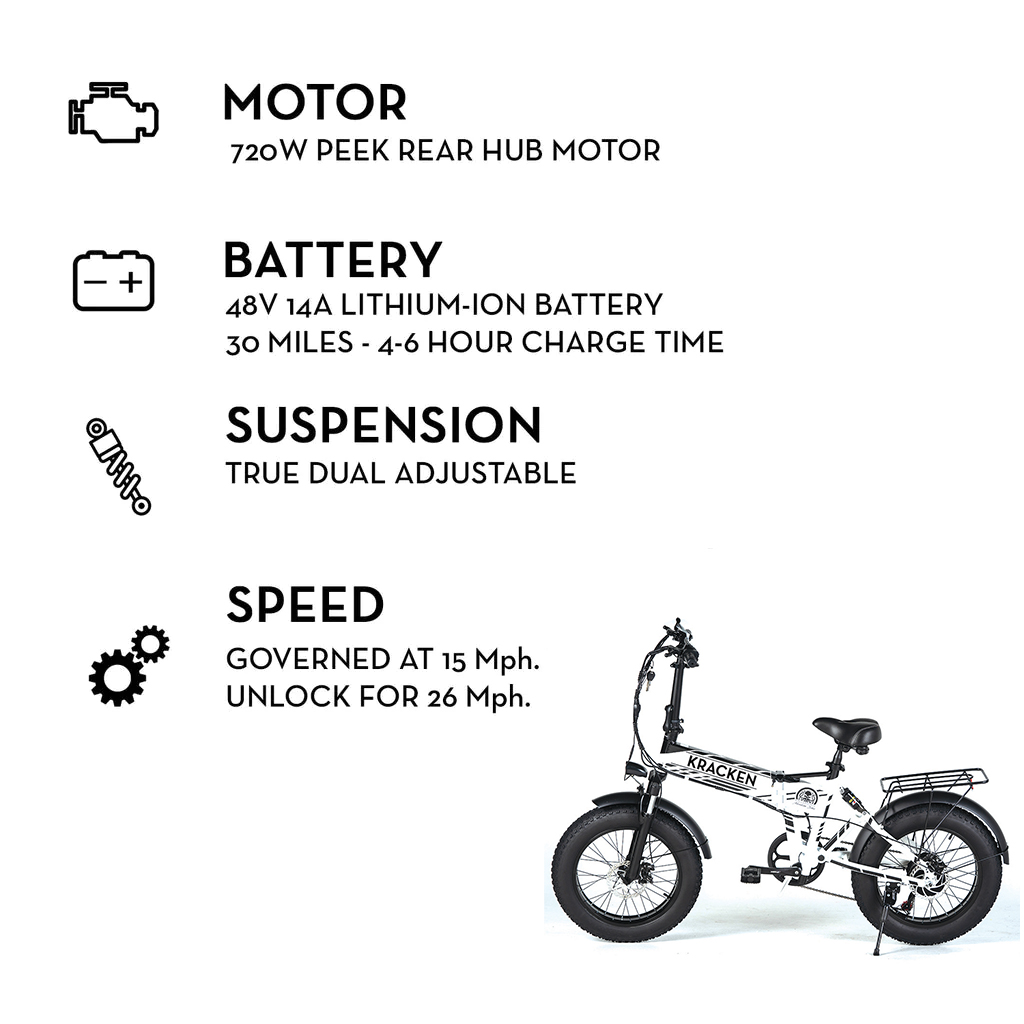 MOTOR
720W PEEK REAR HUB MOTOR
BATTERY
48V 14A LITHIUM-ION BATTERY
30 MILES - 4-6 HOUR CHARGE TIME
SUSPENSION
TRUE DUAL ADJUSTABLE
SPEED
GOVERNED AT 15 Mph.
UNLOCK FOR 26 Mph.
KRACKEN